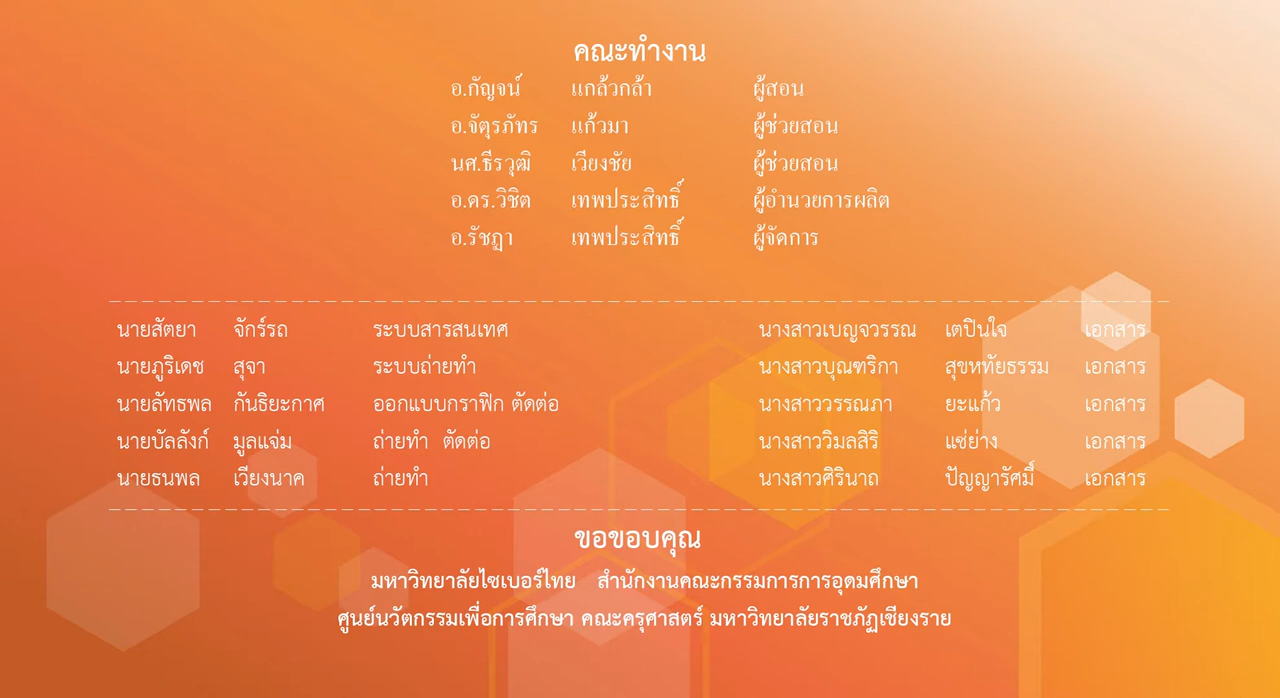 คณะทำงาน
อ.กัญจน์ แกล้วกล้า ผู้สอน
อ.จัตุรภัทร แก้วมา ผู้ช่วยสอน
นศ.ธีรวุฒิ เวียงชัย ผู้ช่วยสอน
อ.ดร.วิชิต เทพประสิทธิ์ ผู้อำนวยการผลิต
อ.รัชฎา เทพประสิทธิ์ ผู้จัดการ
นายสัตยา จักร์รถ ระบบสารสนเทศ นางสาวเบญจวรรณ เตปินใจ เอกสาร
นายภูริเดช สุจา ระบบถ่ายทำ นางสาวบุณฑริกา สุขหทัยธรรม เอกสาร
นายลัทธพล กันธิยะกาศ ออกแบบกราฟิก ตัดต่อ นางสาววรรณภา ยะแก้ว เอกสาร
นายบัลลังก์ มูลแจ่ม ถ่ายทำ ตัดต่อ นางสาววิมลสิริ แซ่ย่าง เอกสาร
นายธนพล เวียงนาค ถ่ายทำ นางสาวศิรินาถ ปัญญารัศมิ์ เอกสาร
ขอขอบคุณ
มหาวิทยาลัยไซเบอร์ไทย สำนักงานคณะกรรมการการอุดมศึกษา
ศูนย์นวัตกรรมเพื่อการศึกษา คณะครุศาสตร์ มหาวิทยาลัยราชภัฏเชียงราย